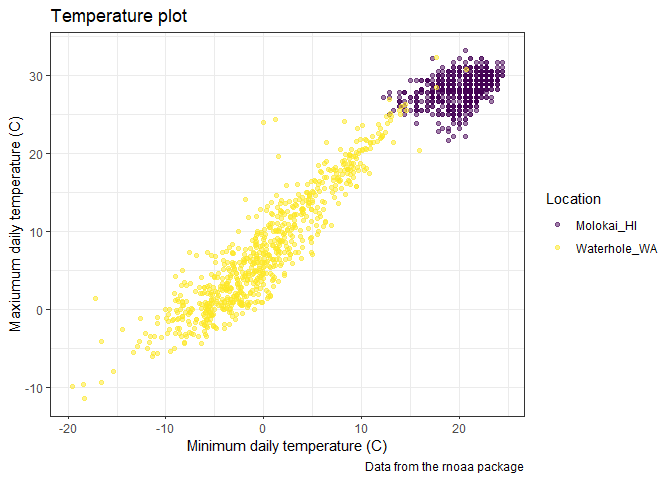 Temperature plot
Maxiumum daily temperature (C)
30
20
10
0
-10
-20
-10
0
10
20
Minimum daily temperature (C)
Location
Molokai_HI
Waterhole_WA
Data from the rnoaa package